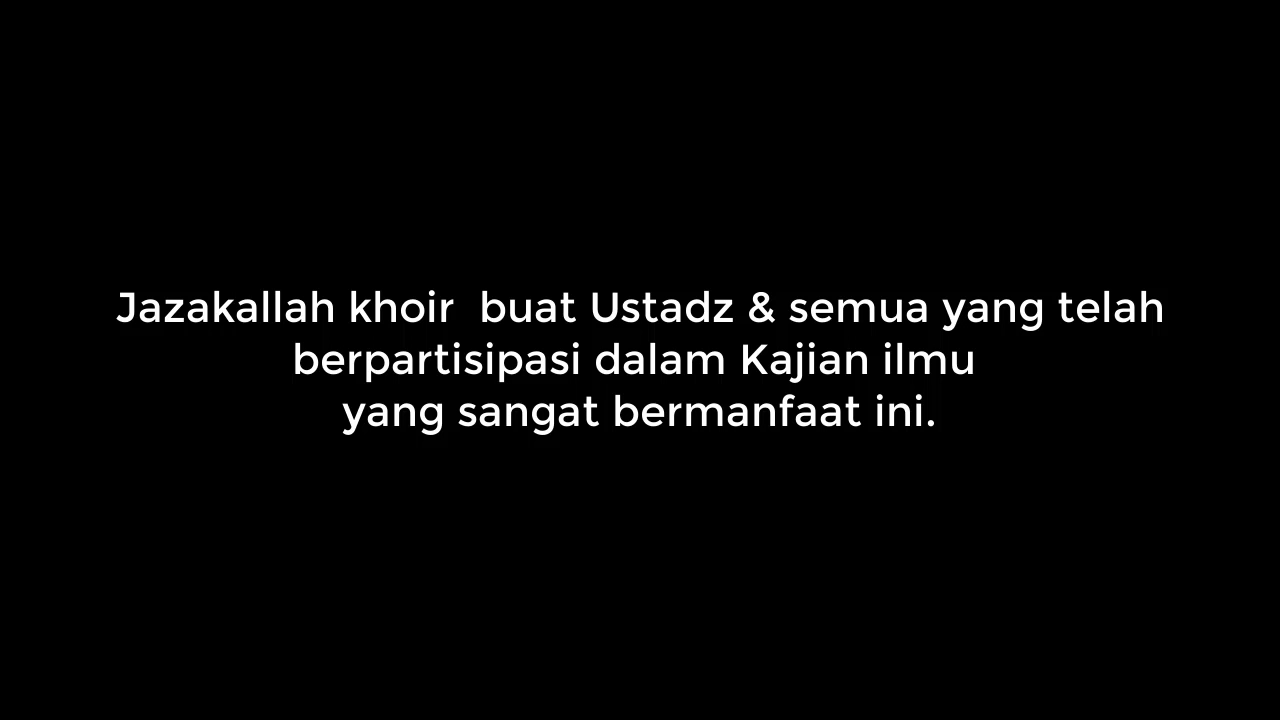 Jazakallah khoir  buat Ustadz & semua yang telah
berpartisipasi dalam Kajian ilmu
yang sangat bermanfaat ini.